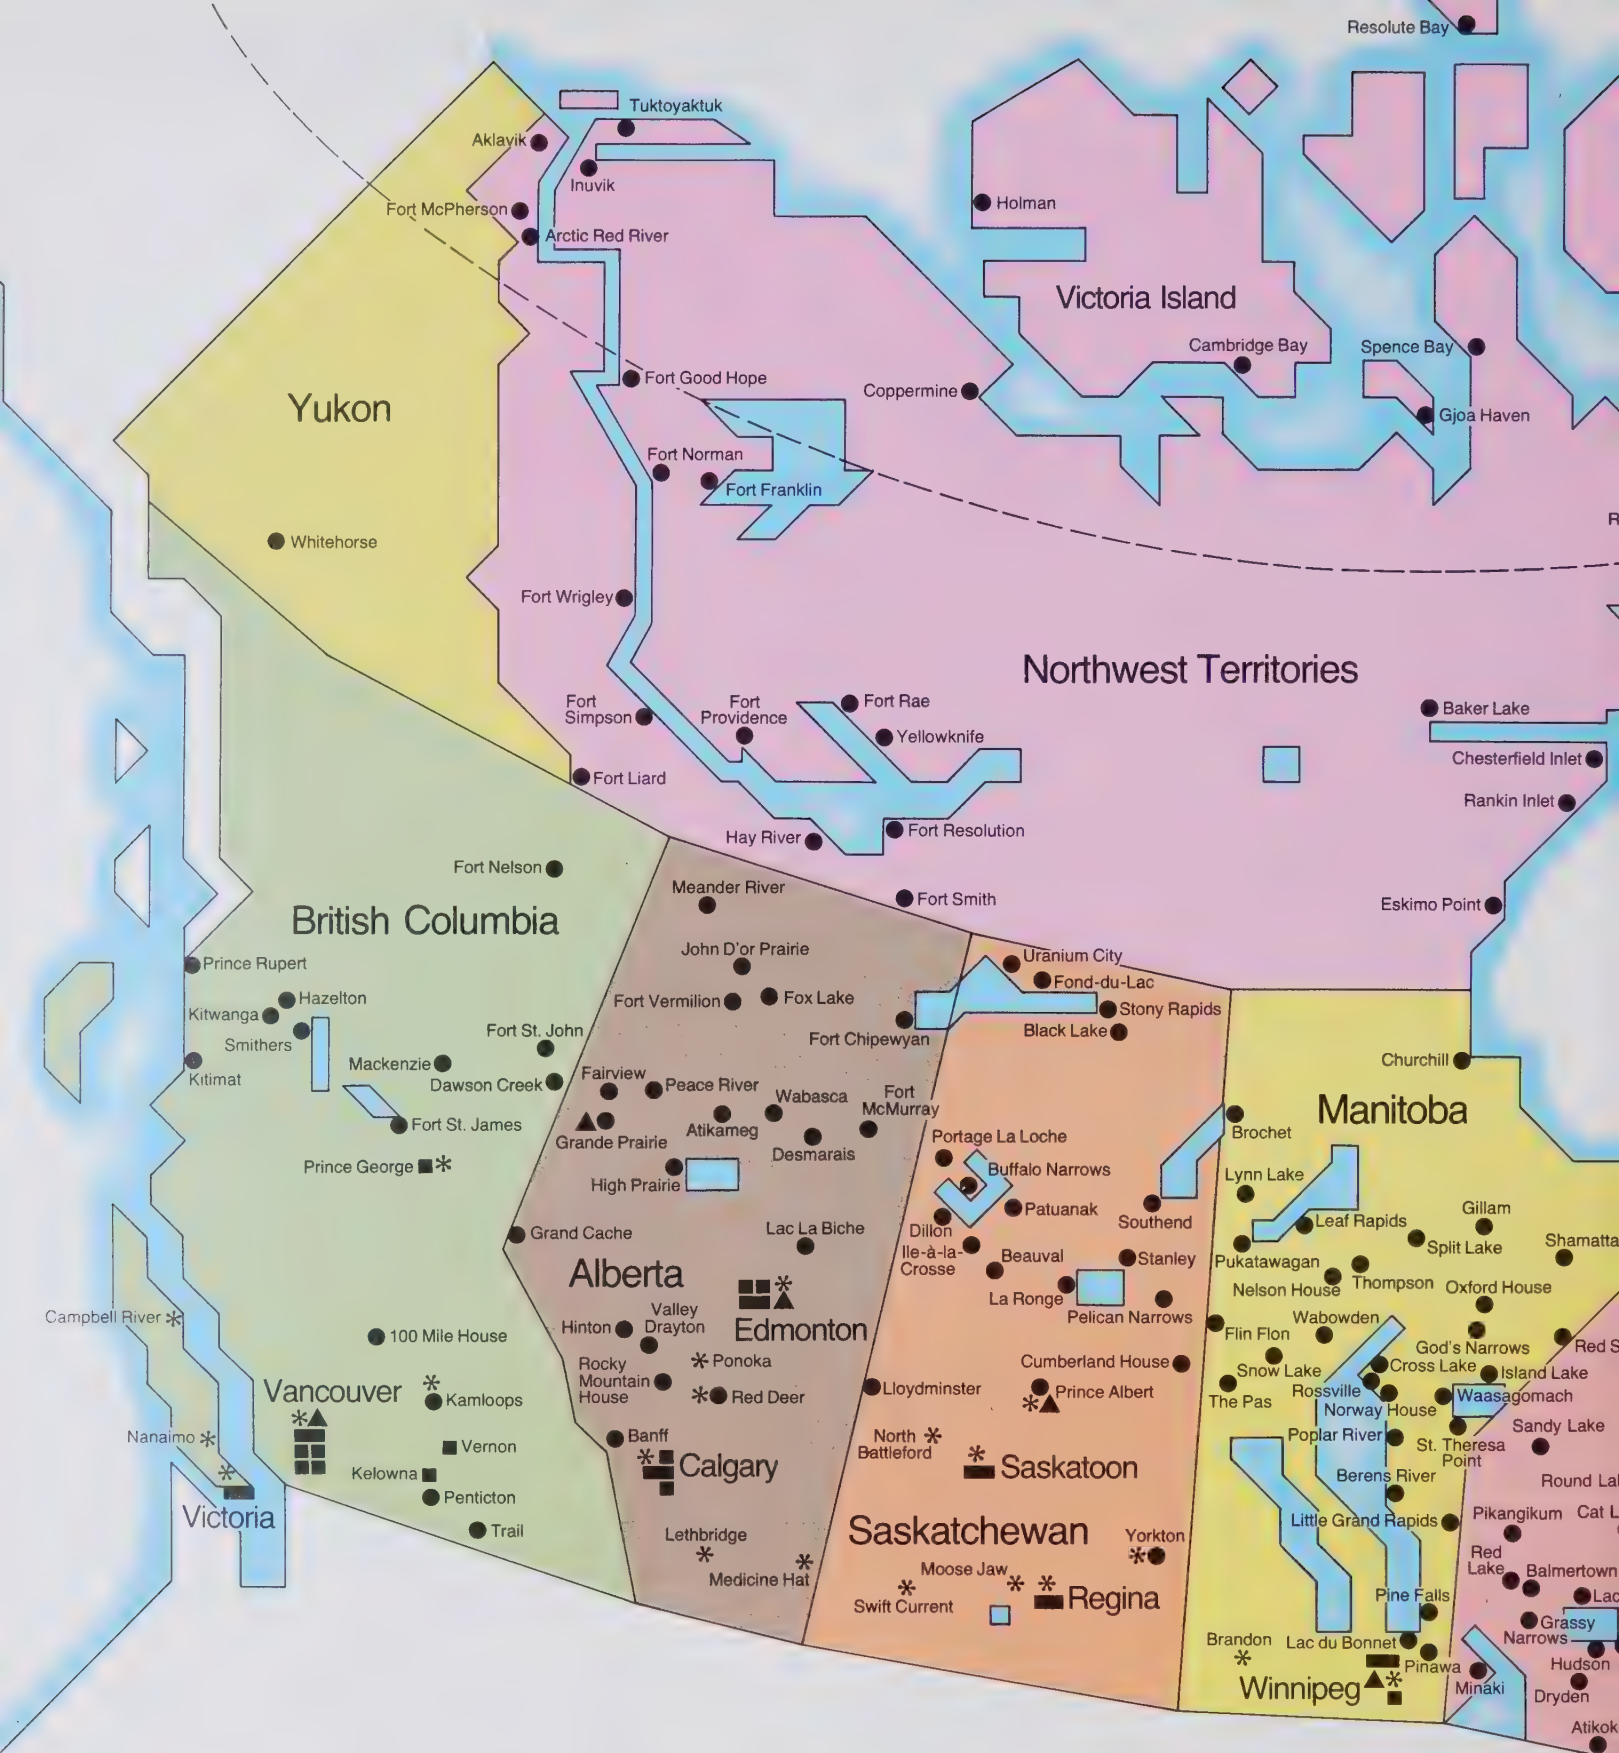 Resolute Bay
Tuktoyaktuk
Aklavik
Inuvik
Fort McPherson
Arctic Red River
Holman
Victoria Island
Cambridge Bay
Spence Bay
Gjoa Haven
Coppermine
Fort Good Hope
Yukon
Fort Norman
Fort Franklin
Whitehorse
Fort Wrigley
Northwest Territories
Fort
Simpson
Fort
Providence
Fort Rae
Yellowknife
Baker Lake
Chesterfield Inlet
Rankin Inlet
Fort Liard
Hay River
Fort Resolution
Fort Smith
Eskimo Point
Fort Nelson
British Columbia
Prince Rupert
Hazelton
Kitwanga
Smithers
Kitimat
Fort St. John
Mackenzie
Dawson Creek
Fort St. James
Prince George
Campbell River
100 Mile House
Vancouver
Kamloops
Nanaimo
Vernon
Kelowna
Penticton
Victoria
Trail
Meander River
John D'or Prairie
Fort Vermilion
Fox Lake
Fort Chipewyan
Fairview
Peace River
Wabasca
Fort
McMurray
Grande Prairie
Atikameg
Desmarais
High Prairie
Grand Cache
Lac La Biche
Alberta
Edmonton
Hinton
Valley
Drayton
Ponoka
Rocky
Mountain
House
Red Deer
Banff
Calgary
Lethbridge
Medicine Hat
Uranium City
Fond-du-Lac
Stony Rapids
Black Lake
Portage La Loche
Buffalo Narrows
Patuanak
Southend
Dillon
Ile-à-la-
Crosse
Beauval
Stanley
La Ronge
Pelican Narrows
Cumberland House
Lloydminster
Prince Albert
North
Battleford
Saskatoon
Saskatchewan
Yorkton
Moose Jaw
Swift Current
Regina
Churchill
Manitoba
Brochet
Lynn Lake
Leaf Rapids
Gillam
Split Lake
Shamatta
Pukatawagan
Nelson House
Thompson
Oxford House
Wabowden
Flin Flon
God's Narrows
Red S
Snow Lake
Cross Lake
Island Lake
The Pas
Rossville
Norway House
Waasagomach
Poplar River
St. Theresa
Point
Sandy Lake
Berens River
Round Lal
Little Grand Rapids
Pikangikum
Cat L
Red
Lake
Balmertown
Lac
Pine Falls
Grassy
Narrows
Brandon
Lac du Bonnet
Pinawa
Hudson
Winnipeg
Minaki
Dryden
Atikok
R